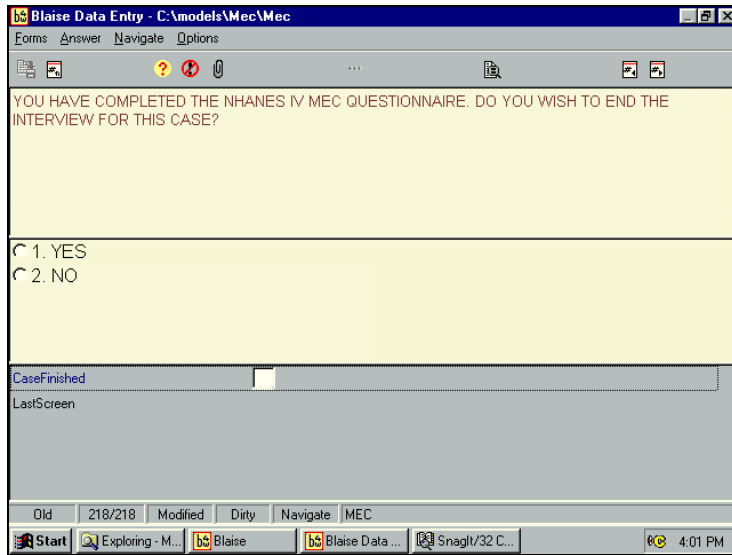 Blaise Data Entry - C:\models\Mec\Mec
Forms Answer Navigate Options
YOU HAVE COMPLETED THE NHANES IV MEC QUESTIONNAIRE. DO YOU WISH TO END THE
INTERVIEW FOR THIS CASE?
1. YES
2. NO
CaseFinished
LastScreen
Old 218/218 Modified Dirty Navigate MEC
Start Exploring - M... Blaise Blaise Data ... SnagIt/32 C... 4:01 PM